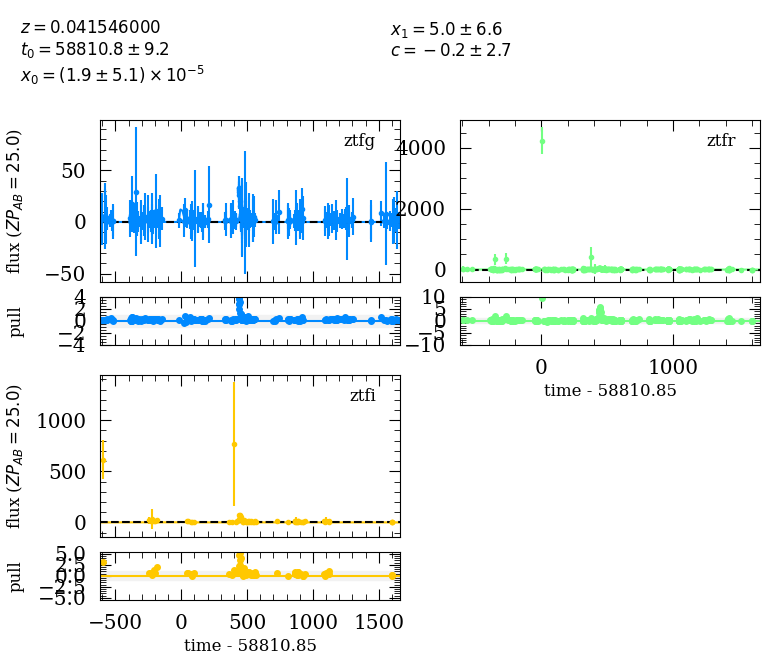 z = 0.041546000
t₀ = 58810.8 ± 9.2
x₀ = (1.9 ± 5.1) × 10⁻⁵
x₁ = 5.0 ± 6.6
c = −0.2 ± 2.7
ztfg
flux (ZP_AB = 25.0)
50
0
−50
ztfr
4000
2000
0
pull
4
2
0
−2
−4
10
5
0
−5
−10
0
1000
time - 58810.85
ztfi
flux (ZP_AB = 25.0)
1000
500
0
pull
5.0
2.5
0.0
−2.5
−5.0
−500
0
500
1000
1500
time - 58810.85